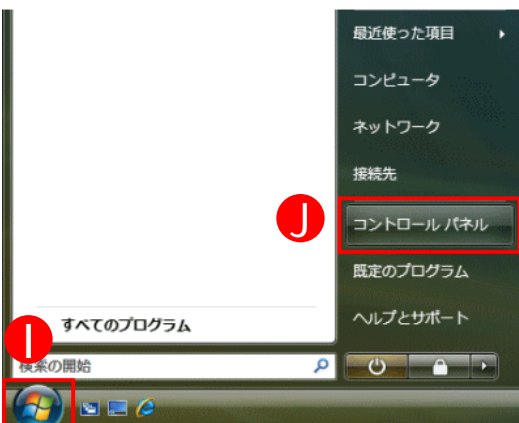 最近使った項目
コンピュータ
ネットワーク
接続先
J
コントロール パネル
既定のプログラム
すべてのプログラム
ヘルプとサポート
I
検索の開始